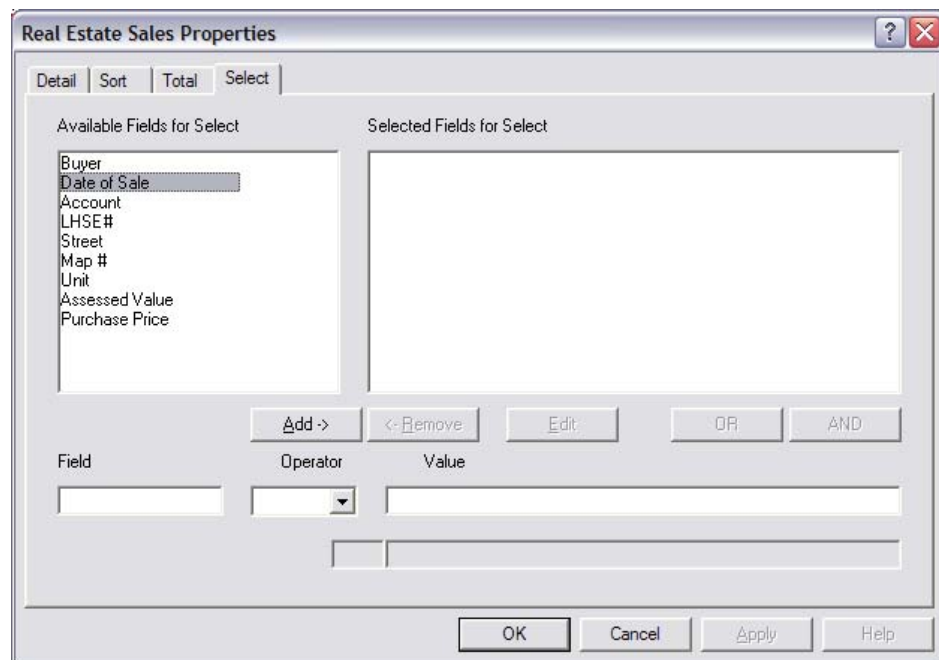 Real Estate Sales Properties ?
Detail Sort Total Select
Available Fields for Select Selected Fields for Select
Buyer
Date of Sale
Account
LHSE#
Street
Map #
Unit
Assessed Value
Purchase Price
Add -> <- Remove Edit OR AND
Field Operator Value
OK Cancel Apply Help